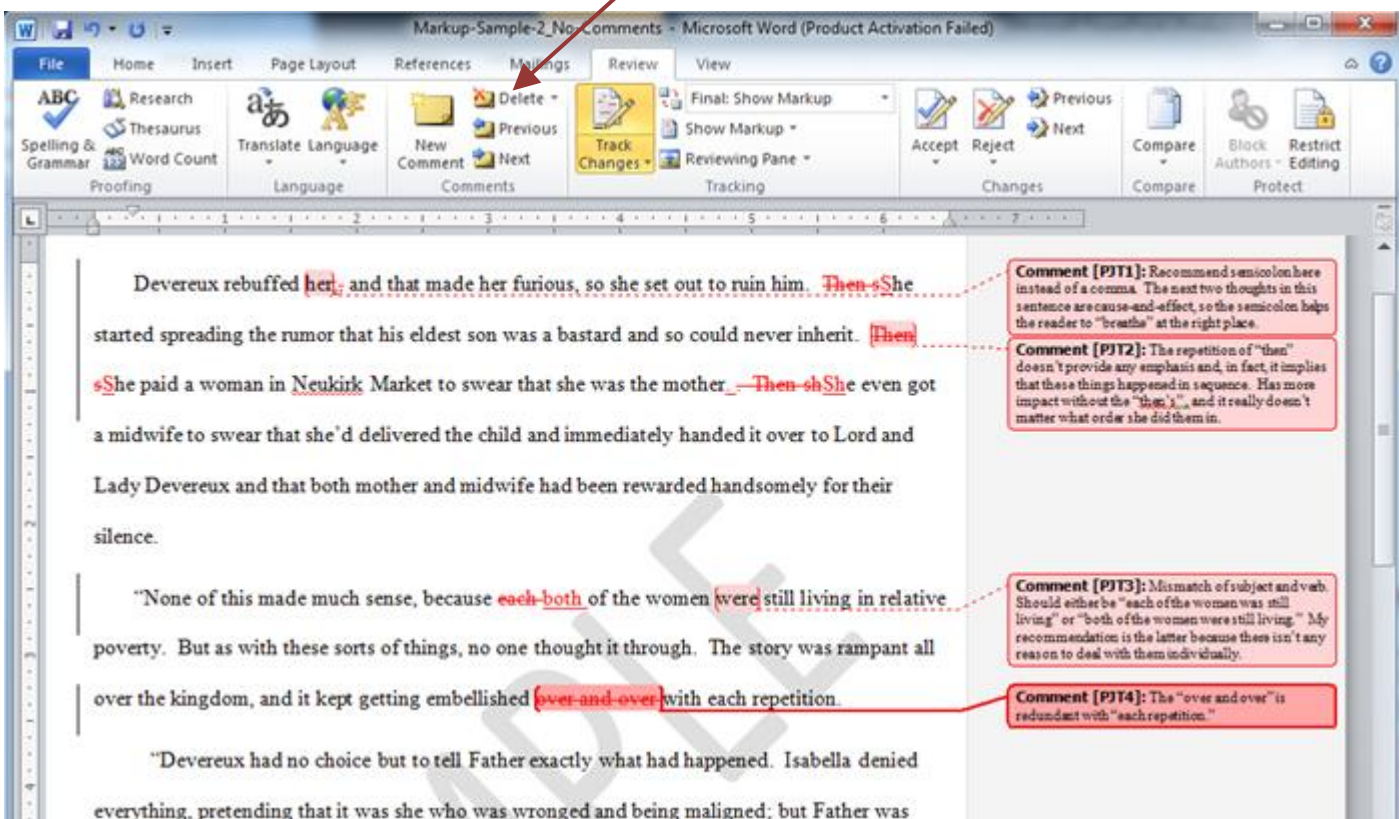 Markup-Sample-2_No-Comments - Microsoft Word (Product Activation Failed)
File Home Insert Page Layout References Mailings Review View
ABC Research Delete Previous Final: Show Markup Previous
Thesaurus Show Markup Next
Spelling & Grammar Word Count Translate Language New Comment Next Track Changes Reviewing Pane Accept Reject Compare Block Authors Restrict Editing
Proofing Language Comments Tracking Changes Compare Protect
1 2 3 4 5 6 7
Devereux rebuffed her;, and that made her furious, so she set out to ruin him. Then sShe
started spreading the rumor that his eldest son was a bastard and so could never inherit. Then
sShe paid a woman in Neukirk Market to swear that she was the mother. . Then shShe even got
a midwife to swear that she'd delivered the child and immediately handed it over to Lord and
Lady Devereux and that both mother and midwife had been rewarded handsomely for their
silence.
"None of this made much sense, because each both of the women were still living in relative
poverty. But as with these sorts of things, no one thought it through. The story was rampant all
over the kingdom, and it kept getting embellished over and over with each repetition.
"Devereux had no choice but to tell Father exactly what had happened. Isabella denied
everything, pretending that it was she who was wronged and being maligned; but Father was
Comment [PJT1]: Recommend semicolon here
instead of a comma. The next two thoughts in this
sentence are cause-and-effect, so the semicolon helps
the reader to "breathe" at the right place.
Comment [PJT2]: The repetition of "then"
doesn't provide any emphasis and, in fact, it implies
that these things happened in sequence. Has more
impact without the "then's", and it really doesn't
matter what order she did them in.
Comment [PJT3]: Mismatch of subject and verb.
Should either be "each of the women was still
living" or "both of the women were still living." My
recommendation is the latter because there isn't any
reason to deal with them individually.
Comment [PJT4]: The "over and over" is
redundant with "each repetition."